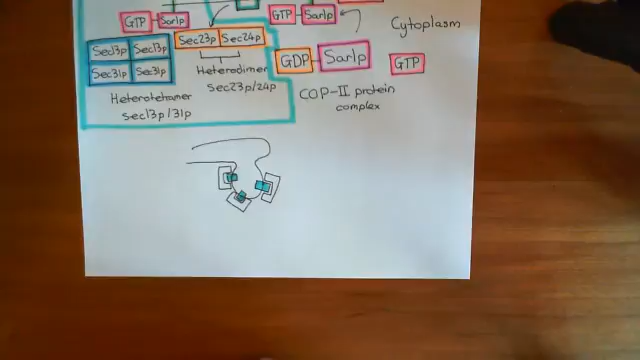 GTP Sar1p
GTP Sar1p
Cytoplasm
Sec13p Sec13p
Sec31p Sec31p
Sec23p Sec24p
Heterodimer
Sec23p/24p
GDP Sar1p
GTP
Heterotetramer
Sec13p/31p
COP-II protein
complex